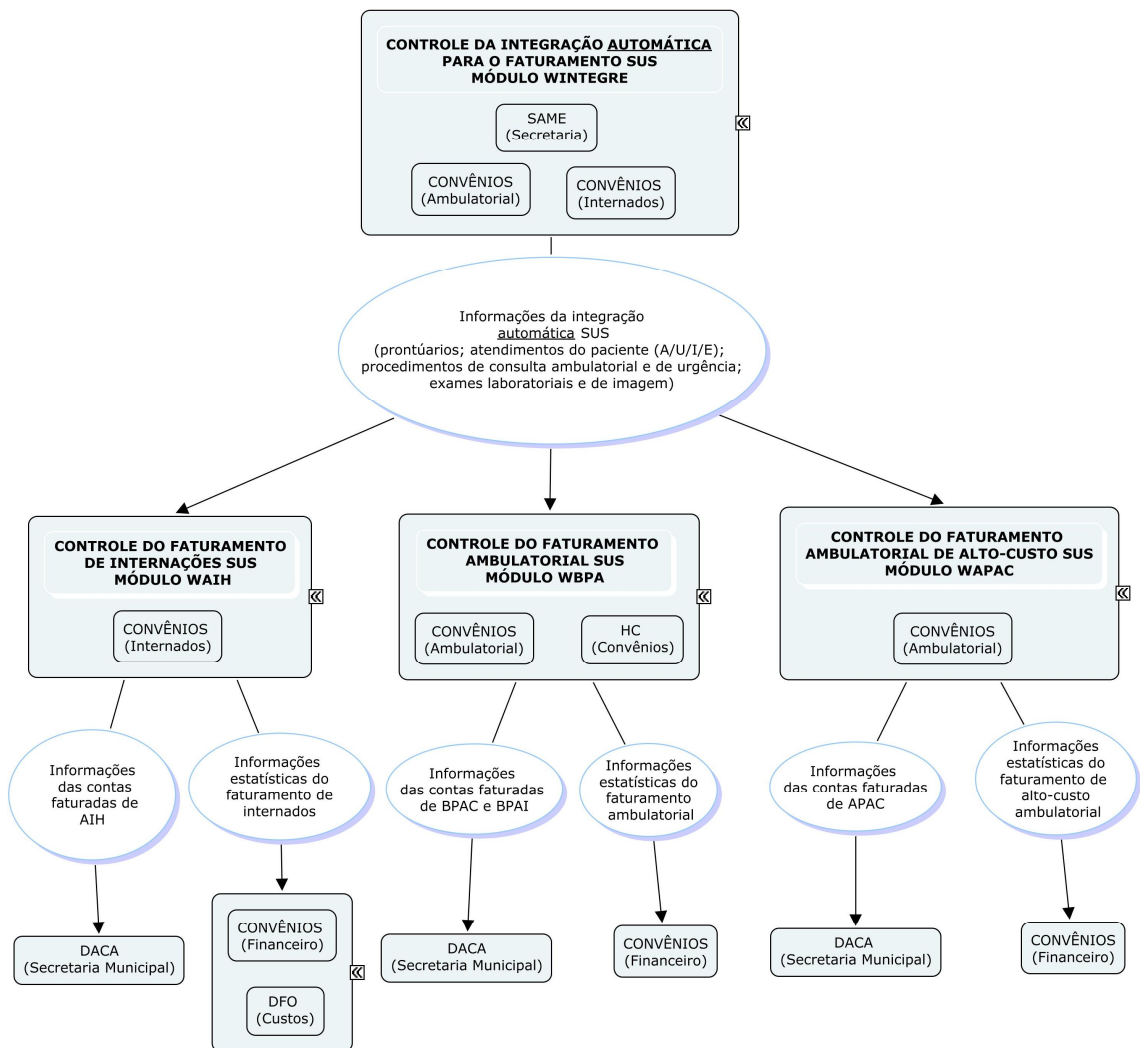 CONTROLE DA INTEGRAÇÃO AUTOMÁTICA
PARA O FATURAMENTO SUS
MÓDULO WINTEGRE
SAME
(Secretaria)
CONVÊNIOS
(Ambulatorial)
CONVÊNIOS
(Internados)
Informações da integração
automática SUS
(prontúarios; atendimentos do paciente (A/U/I/E);
procedimentos de consulta ambulatorial e de urgência;
exames laboratoriais e de imagem)
CONTROLE DO FATURAMENTO
DE INTERNAÇÕES SUS
MÓDULO WAIH
CONVÊNIOS
(Internados)
CONTROLE DO FATURAMENTO
AMBULATORIAL SUS
MÓDULO WBPA
CONVÊNIOS
(Ambulatorial)
HC
(Convênios)
CONTROLE DO FATURAMENTO
AMBULATORIAL DE ALTO-CUSTO SUS
MÓDULO WAPAC
CONVÊNIOS
(Ambulatorial)
Informações
das contas
faturadas de
AIH
Informações
estatísticas do
faturamento de
internados
Informações
das contas faturadas
de BPAC e BPAI
Informações
estatísticas do
faturamento
ambulatorial
Informações
das contas faturadas
de APAC
Informações
estatísticas do
faturamento de
alto-custo
ambulatorial
DACA
(Secretaria Municipal)
CONVÊNIOS
(Financeiro)
DFO
(Custos)
DACA
(Secretaria Municipal)
CONVÊNIOS
(Financeiro)
DACA
(Secretaria Municipal)
CONVÊNIOS
(Financeiro)